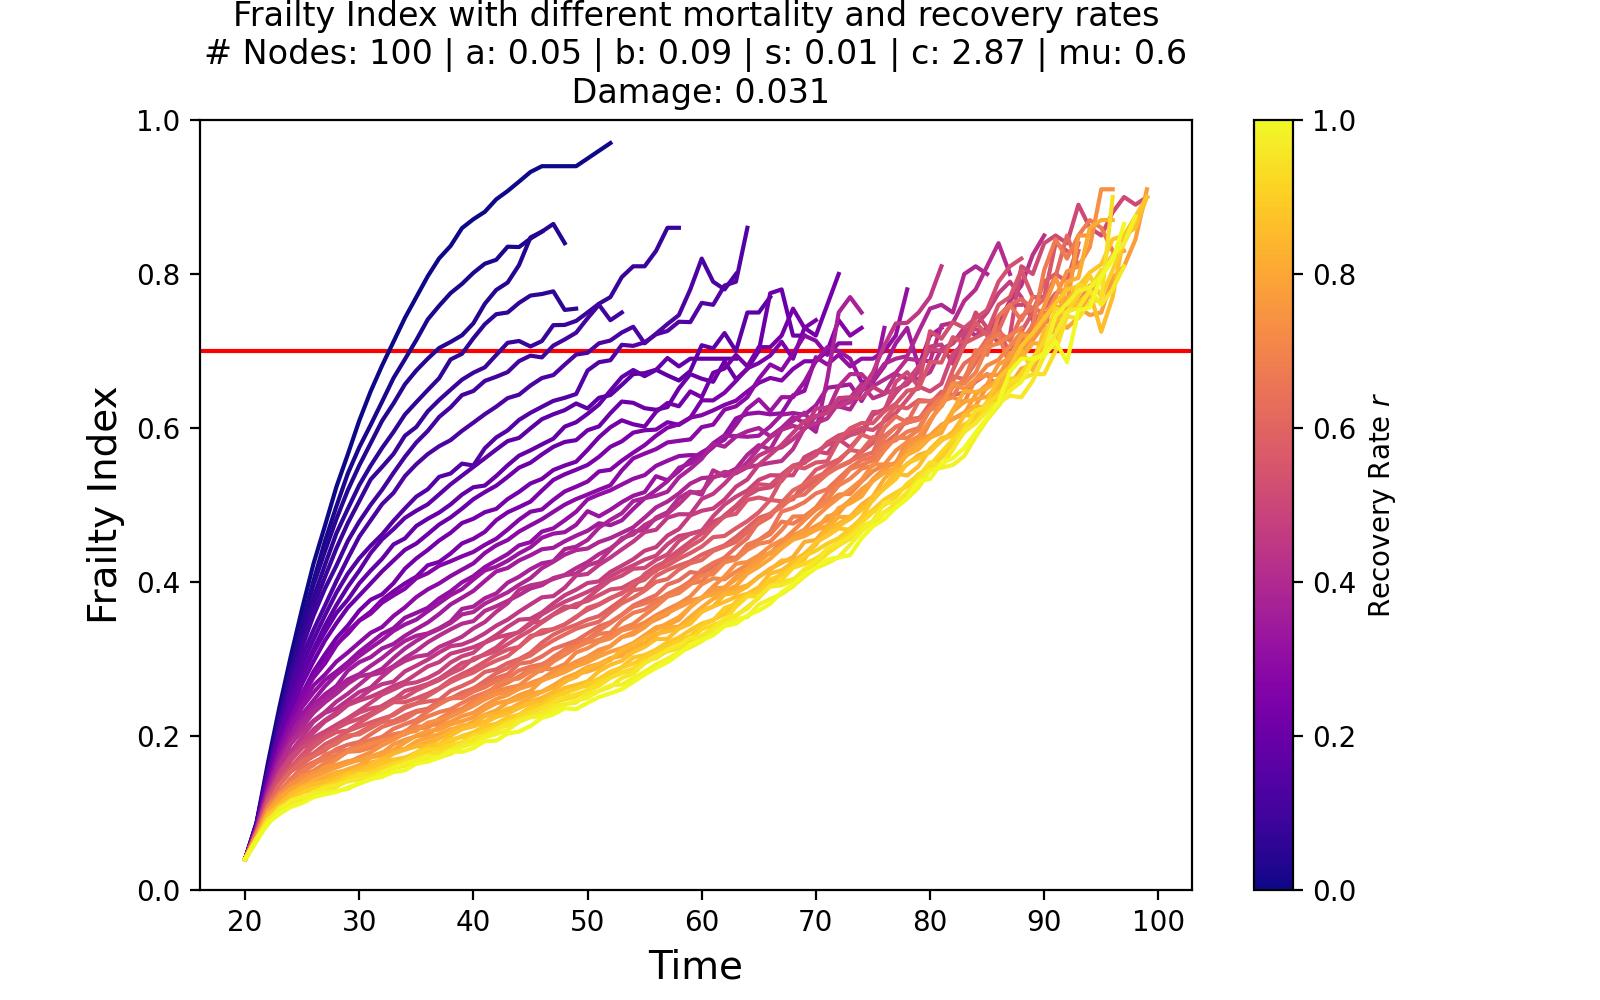 Frailty Index with different mortality and recovery rates
# Nodes: 100 | a: 0.05 | b: 0.09 | s: 0.01 | c: 2.87 | mu: 0.6
Damage: 0.031
1.0
0.8
0.6
0.4
0.2
0.0
Frailty Index
20 30 40 50 60 70 80 90 100
Time
1.0
0.8
0.6
0.4
0.2
0.0
Recovery Rate r